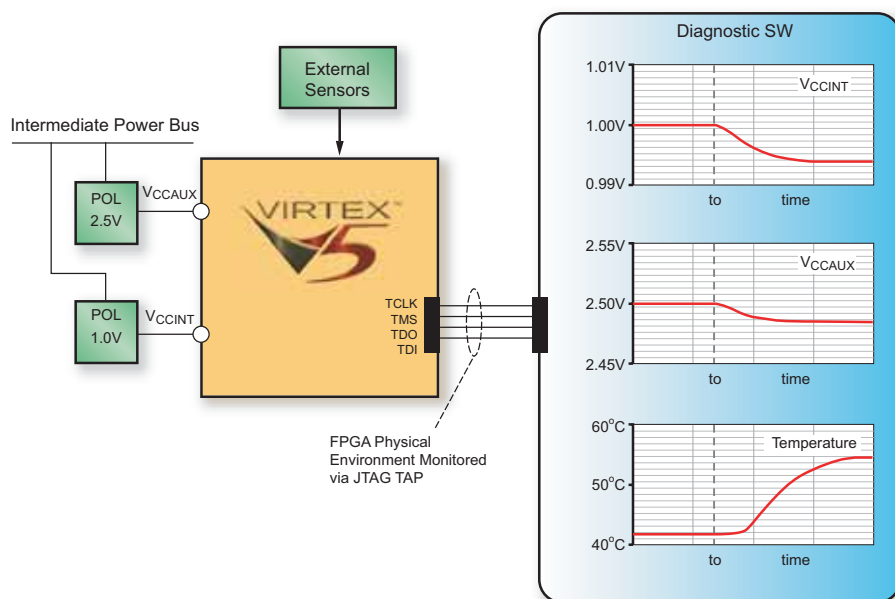 Diagnostic SW
External
Sensors
Intermediate Power Bus
POL
2.5V
VCCAUX
POL
1.0V
VCCINT
VIRTEX™
5
TCLK
TMS
TDO
TDI
FPGA Physical
Environment Monitored
via JTAG TAP
1.01V
VCCINT
1.00V
0.99V
to time
2.55V
VCCAUX
2.50V
2.45V
to time
60°C
Temperature
50°C
40°C
to time